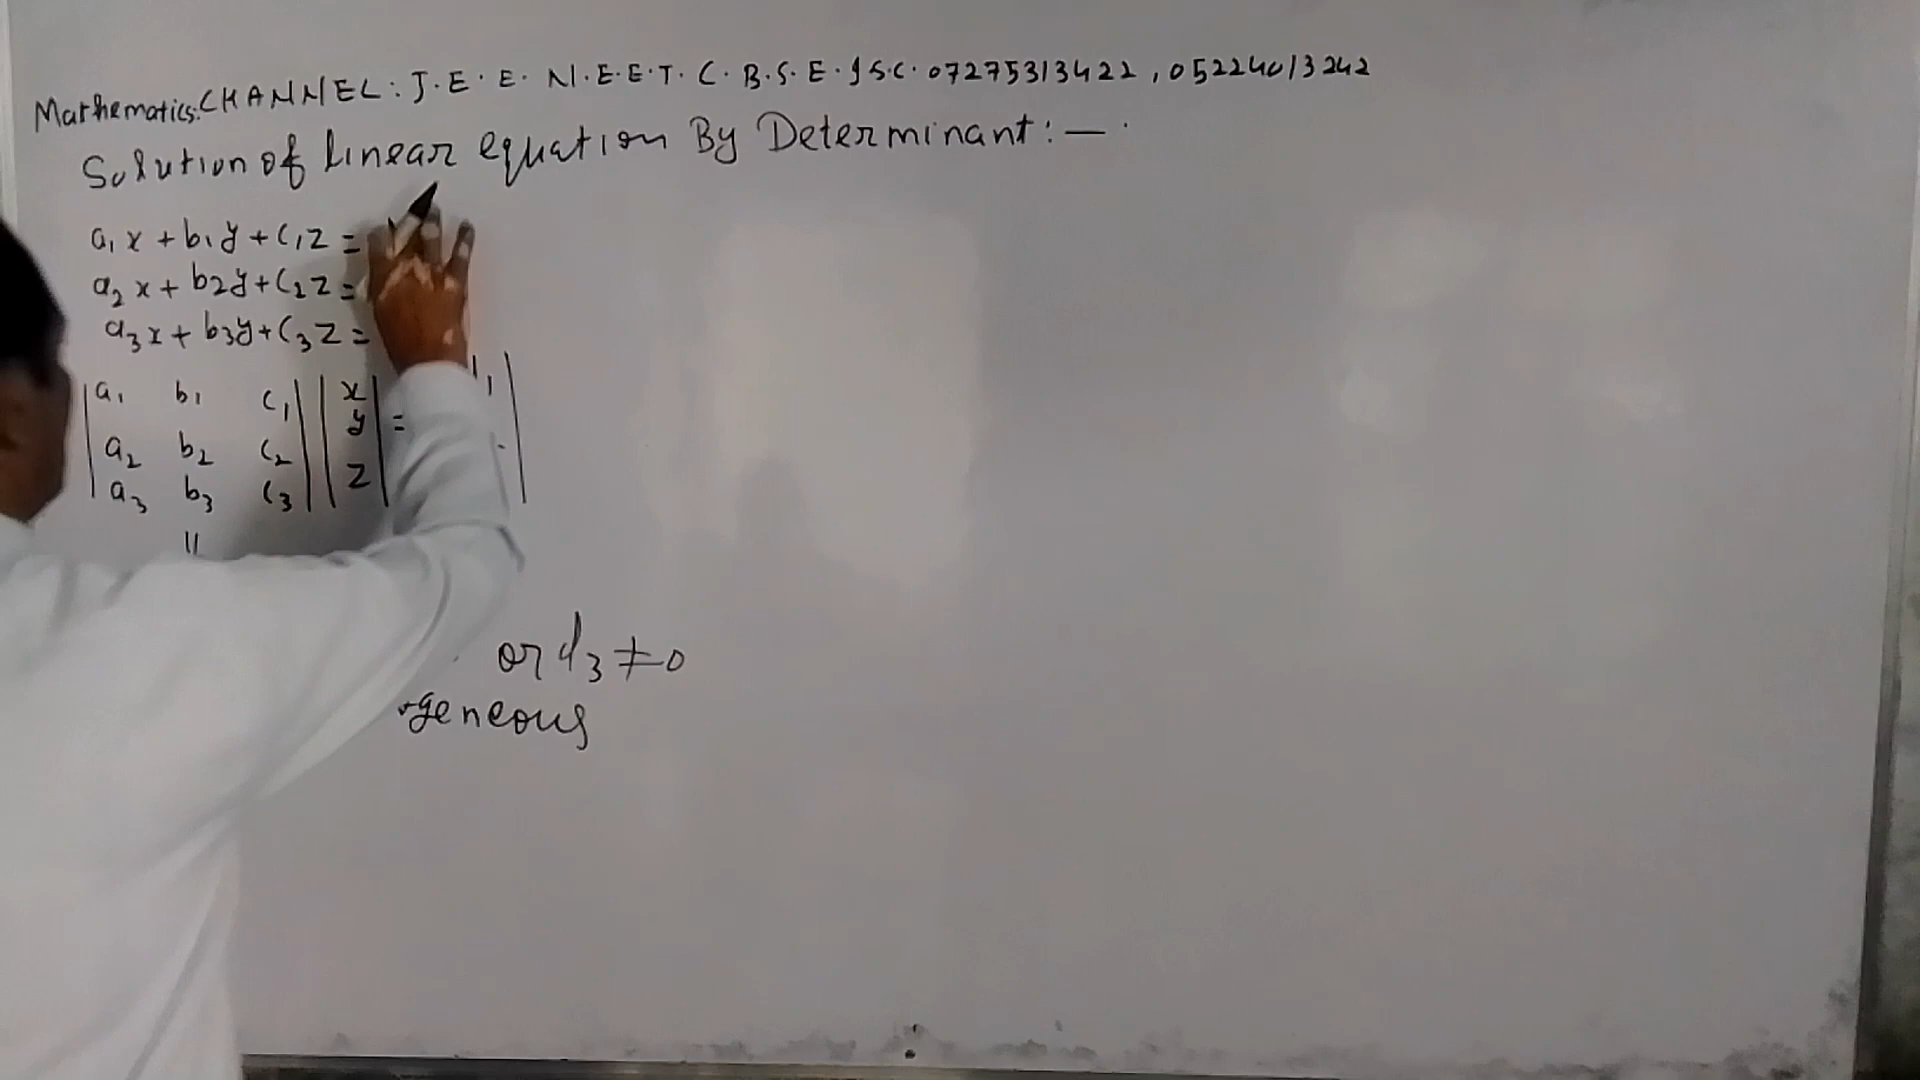 Mathematics.CHANNEL: J.E.E. N.E.E.T. C.B.S.E. I.S.C. 07275313422, 05224013242
Solution of linear equation By Determinant: —
a₁x + b₁y + c₁z =
a₂x + b₂y + c₂z =
a₃x + b₃y + c₃z =
| a₁ b₁ c₁ | | x | =
| a₂ b₂ c₂ | | y |
| a₃ b₃ c₃ | | z |
or d₃ ≠ 0
geneous